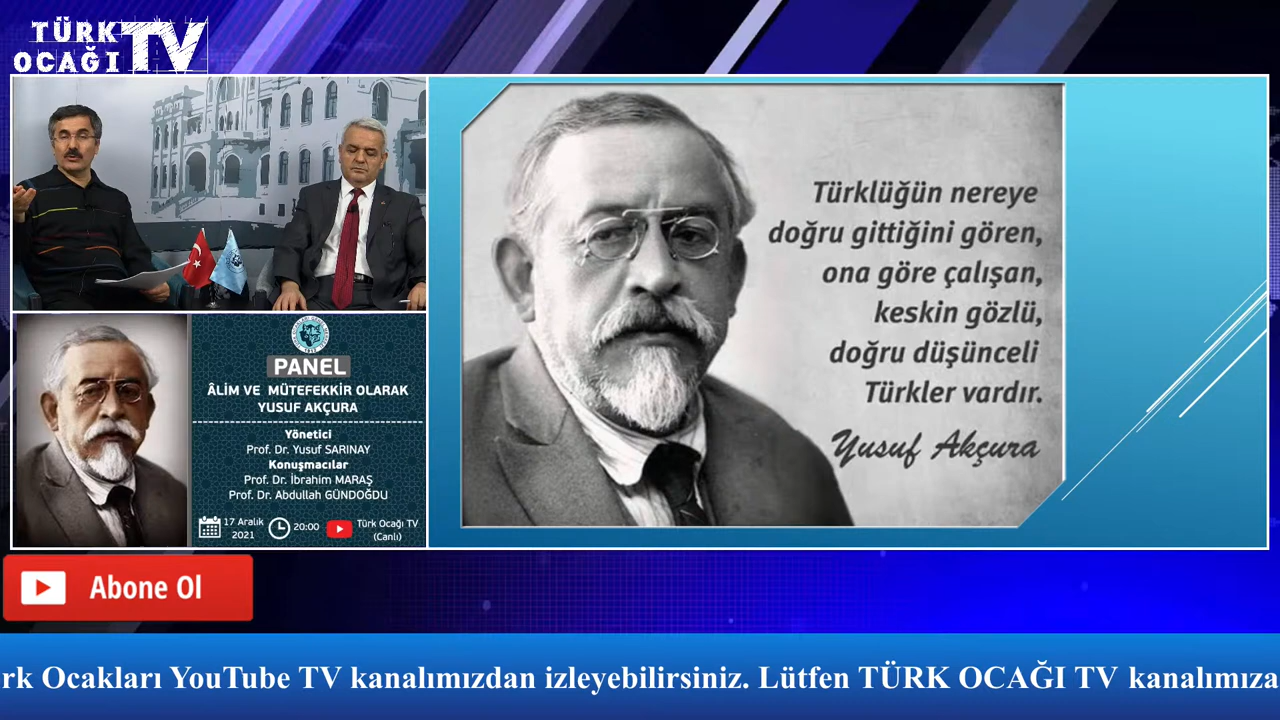 TÜRK
OCAĞI TV
Türklüğün nereye
doğru gittiğini gören,
ona göre çalışan,
keskin gözlü,
doğru düşünceli
Türkler vardır.
Yusuf Akçura
PANEL
ÂLİM VE MÜTEFEKKİR OLARAK
YUSUF AKÇURA
Yönetici
Prof. Dr. Yusuf SARINAY
Konuşmacılar
Prof. Dr. İbrahim MARAŞ
Prof. Dr. Abdullah GÜNDOĞDU
17 Aralık
2021
20:00
Türk Ocağı TV
(Canlı)
Abone Ol
rk Ocakları YouTube TV kanalımızdan izleyebilirsiniz. Lütfen TÜRK OCAĞI TV kanalımıza